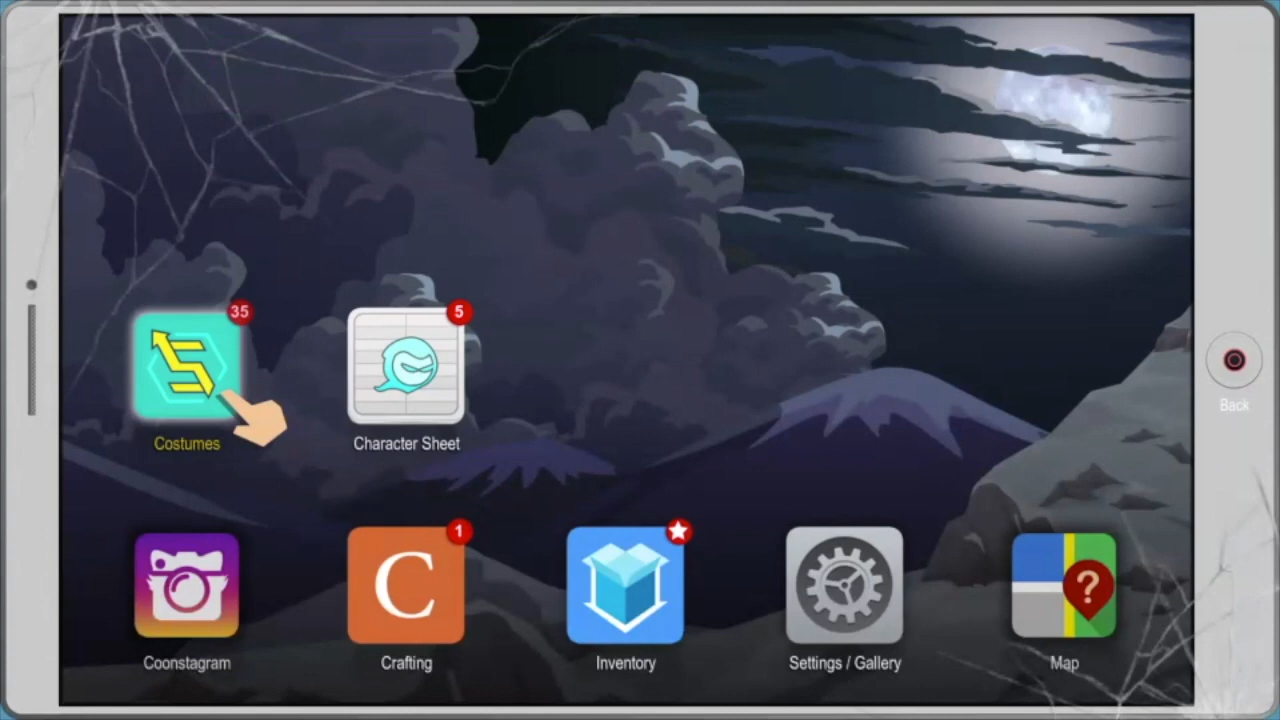 35
5
Costumes
Character Sheet
Back
1
C
?
Coonstagram
Crafting
Inventory
Settings / Gallery
Map